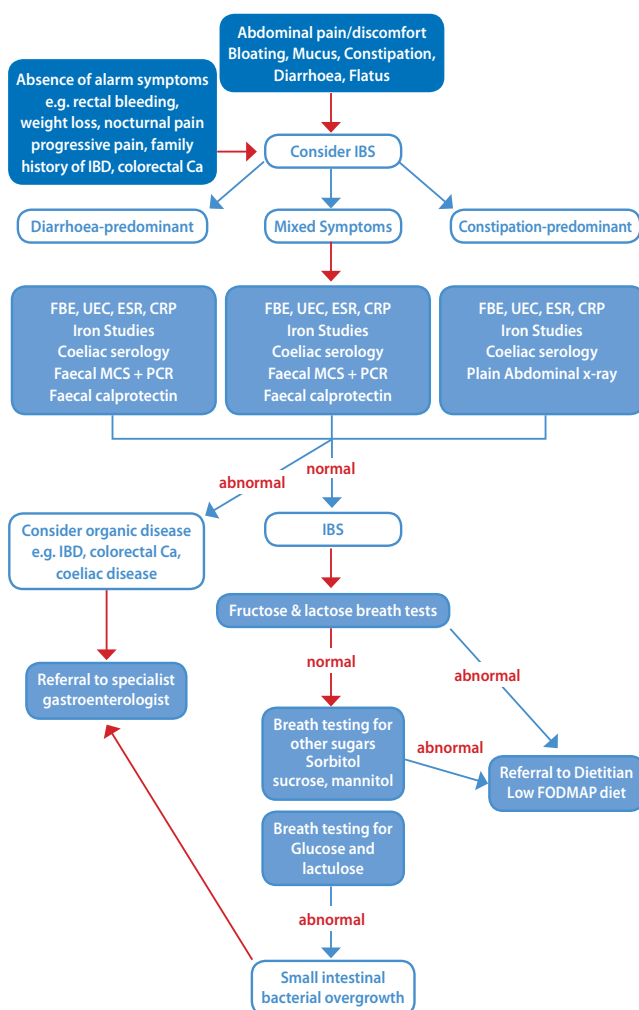 Abdominal pain/discomfort
Bloating, Mucus, Constipation,
Diarrhoea, Flatus
Absence of alarm symptoms
e.g. rectal bleeding,
weight loss, nocturnal pain
progressive pain, family
history of IBD, colorectal Ca
Consider IBS
Diarrhoea-predominant
Mixed Symptoms
Constipation-predominant
FBE, UEC, ESR, CRP
Iron Studies
Coeliac serology
Faecal MCS + PCR
Faecal calprotectin
FBE, UEC, ESR, CRP
Iron Studies
Coeliac serology
Faecal MCS + PCR
Faecal calprotectin
FBE, UEC, ESR, CRP
Iron Studies
Coeliac serology
Plain Abdominal x-ray
abnormal
normal
Consider organic disease
e.g. IBD, colorectal Ca,
coeliac disease
IBS
Fructose & lactose breath tests
normal
abnormal
Referral to specialist
gastroenterologist
Breath testing for
other sugars
Sorbitol
sucrose, mannitol
abnormal
Referral to Dietitian
Low FODMAP diet
Breath testing for
Glucose and
lactulose
abnormal
Small intestinal
bacterial overgrowth